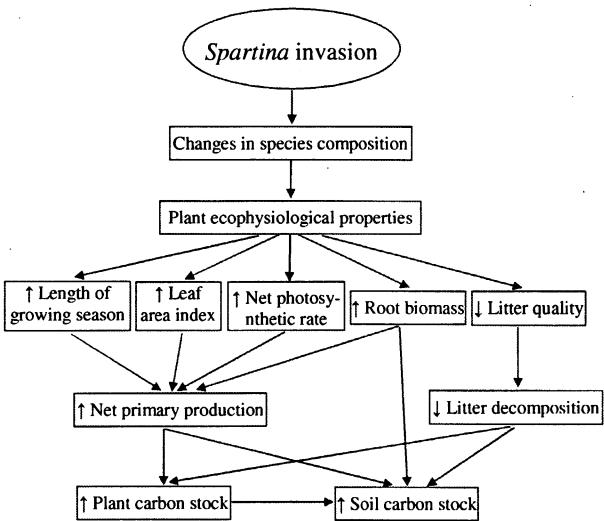 Spartina invasion
Changes in species composition
Plant ecophysiological properties
↑ Length of
growing season
↑ Leaf
area index
↑ Net photosy-
nthetic rate
↑ Root biomass
↓ Litter quality
↑ Net primary production
↓ Litter decomposition
↑ Plant carbon stock
↑ Soil carbon stock